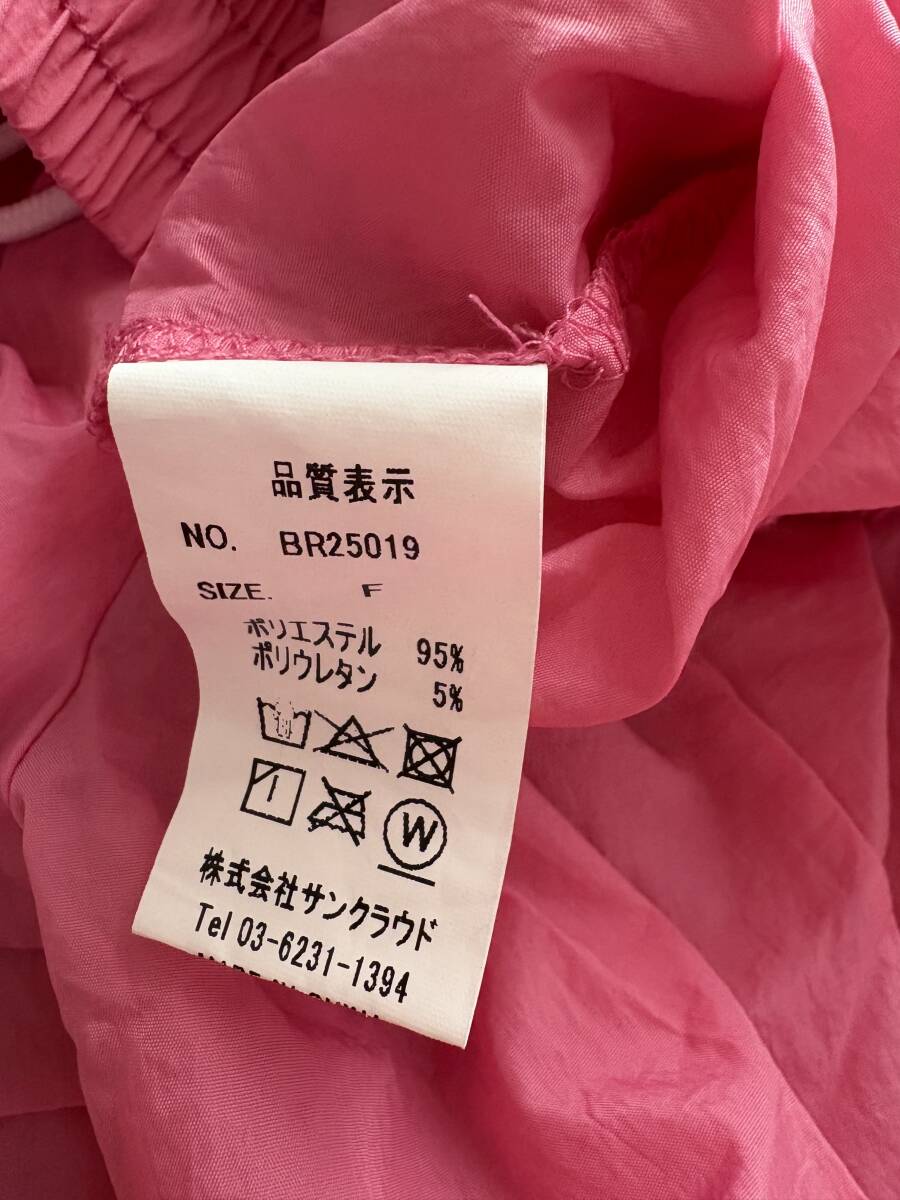 品質表示
NO. BR25019
SIZE. F
ポリエステル 95%
ポリウレタン 5%
W
株式会社サンクラウド
Tel 03-6231-1394